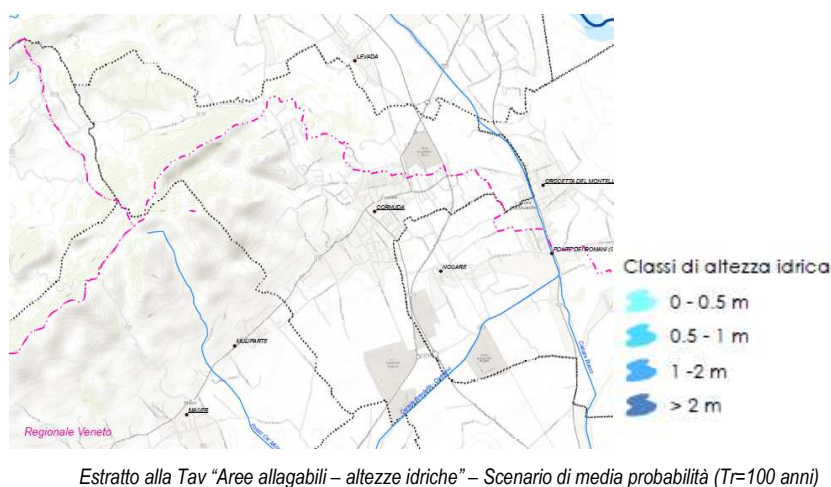 LEVADA
CROCETTA DEL MONTELL
CORNUDA
PONTE DEI ROMANI (S
NOGARE
Classi di altezza idrica
0 - 0.5 m
0.5 - 1 m
1 -2 m
> 2 m
MULIPARTE
MASER
Regionale Veneto
Estratto alla Tav “Aree allagabili – altezze idriche” – Scenario di media probabilità (Tr=100 anni)